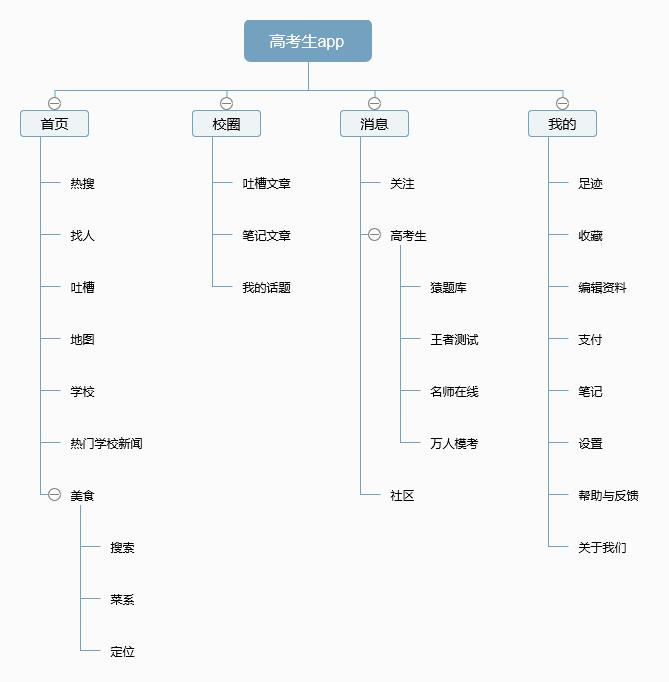 高考生app
首页
热搜
找人
吐槽
地图
学校
热门学校新闻
美食
搜索
菜系
定位
校圈
吐槽文章
笔记文章
我的话题
消息
关注
高考生
猿题库
王者测试
名师在线
万人模考
社区
我的
足迹
收藏
编辑资料
支付
笔记
设置
帮助与反馈
关于我们